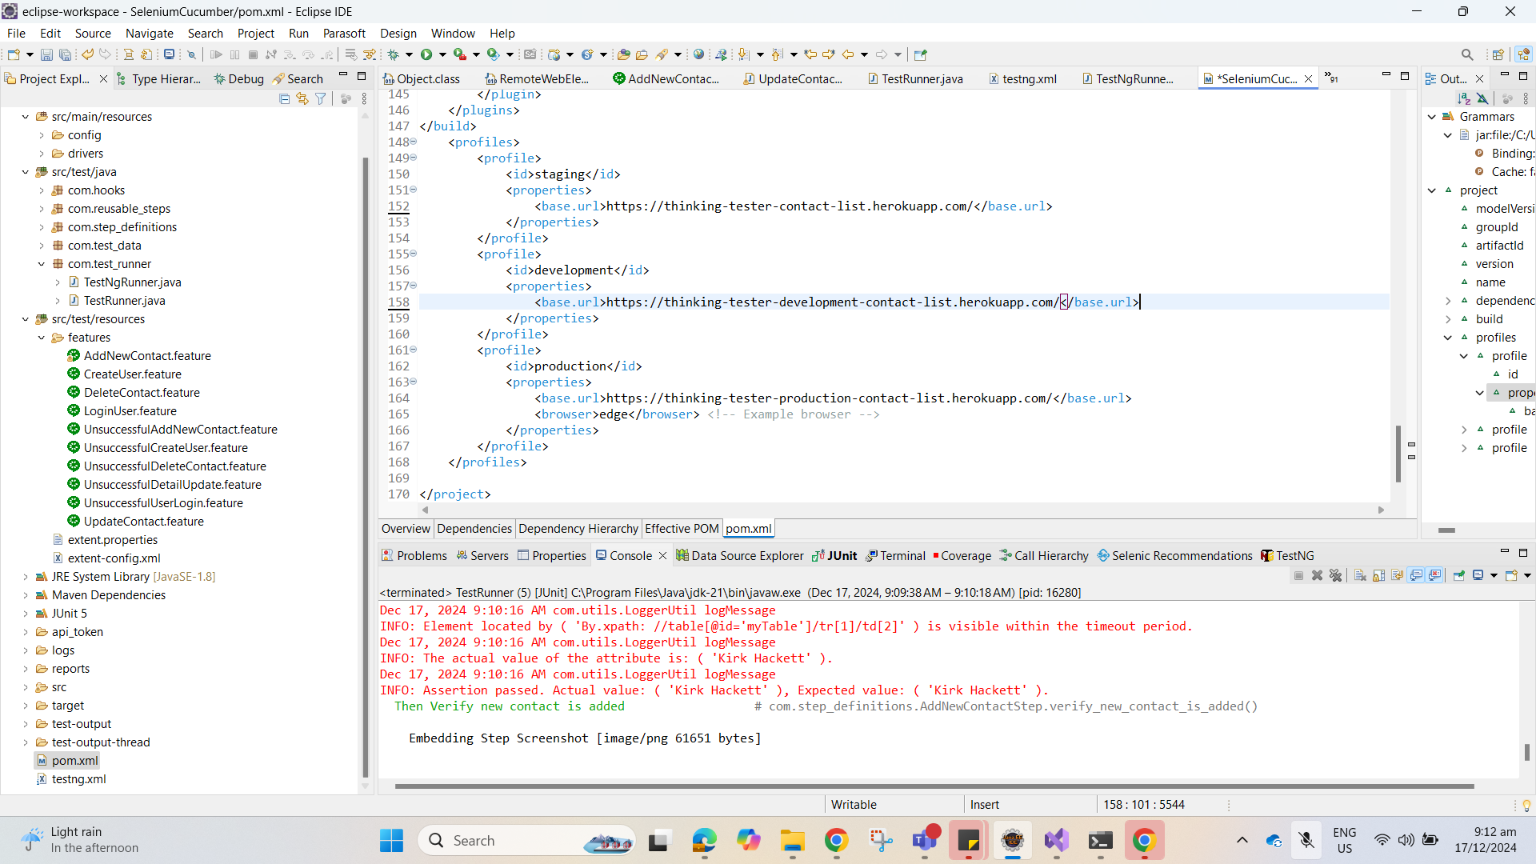 eclipse-workspace - SeleniumCucumber/pom.xml - Eclipse IDE
File Edit Source Navigate Search Project Run Parasoft Design Window Help
Project Expl... Type Hierar... Debug Search
Object.class RemoteWebEle... AddNewContac... UpdateContac... TestRunner.java testng.xml TestNgRunne... *SeleniumCuc... »91
Out...
src/main/resources
config
drivers
src/test/java
com.hooks
com.reusable_steps
com.step_definitions
com.test_data
com.test_runner
TestNgRunner.java
TestRunner.java
src/test/resources
features
AddNewContact.feature
CreateUser.feature
DeleteContact.feature
LoginUser.feature
UnsuccessfulAddNewContact.feature
UnsuccessfulCreateUser.feature
UnsuccessfulDeleteContact.feature
UnsuccessfulDetailUpdate.feature
UnsuccessfulUserLogin.feature
UpdateContact.feature
extent.properties
extent-config.xml
JRE System Library [JavaSE-1.8]
Maven Dependencies
JUnit 5
api_token
logs
reports
src
target
test-output
test-output-thread
pom.xml
testng.xml
145 </plugin>
146 </plugins>
147 </build>
148 <profiles>
149 <profile>
150 <id>staging</id>
151 <properties>
152 <base.url>https://thinking-tester-contact-list.herokuapp.com/</base.url>
153 </properties>
154 </profile>
155 <profile>
156 <id>development</id>
157 <properties>
158 <base.url>https://thinking-tester-development-contact-list.herokuapp.com/</base.url>
159 </properties>
160 </profile>
161 <profile>
162 <id>production</id>
163 <properties>
164 <base.url>https://thinking-tester-production-contact-list.herokuapp.com/</base.url>
165 <browser>edge</browser> <!-- Example browser -->
166 </properties>
167 </profile>
168 </profiles>
169
170 </project>
Overview Dependencies Dependency Hierarchy Effective POM pom.xml
Grammars
jar:file:/C:/U
Binding:
Cache: fa
project
modelVersi
groupId
artifactId
version
name
dependenc
build
profiles
profile
id
prope
ba
profile
profile
Problems Servers Properties Console Data Source Explorer JUnit Terminal Coverage Call Hierarchy Selenic Recommendations TestNG
<terminated> TestRunner (5) [JUnit] C:\Program Files\Java\jdk-21\bin\javaw.exe (Dec 17, 2024, 9:09:38 AM – 9:10:18 AM) [pid: 16280]
Dec 17, 2024 9:10:16 AM com.utils.LoggerUtil logMessage
INFO: Element located by ( 'By.xpath: //table[@id='myTable']/tr[1]/td[2]' ) is visible within the timeout period.
Dec 17, 2024 9:10:16 AM com.utils.LoggerUtil logMessage
INFO: The actual value of the attribute is: ( 'Kirk Hackett' ).
Dec 17, 2024 9:10:16 AM com.utils.LoggerUtil logMessage
INFO: Assertion passed. Actual value: ( 'Kirk Hackett' ), Expected value: ( 'Kirk Hackett' ).
Then Verify new contact is added # com.step_definitions.AddNewContactStep.verify_new_contact_is_added()
Embedding Step Screenshot [image/png 61651 bytes]
Writable Insert 158 : 101 : 5544
Light rain
In the afternoon
Search
ENG
US
9:12 am
17/12/2024